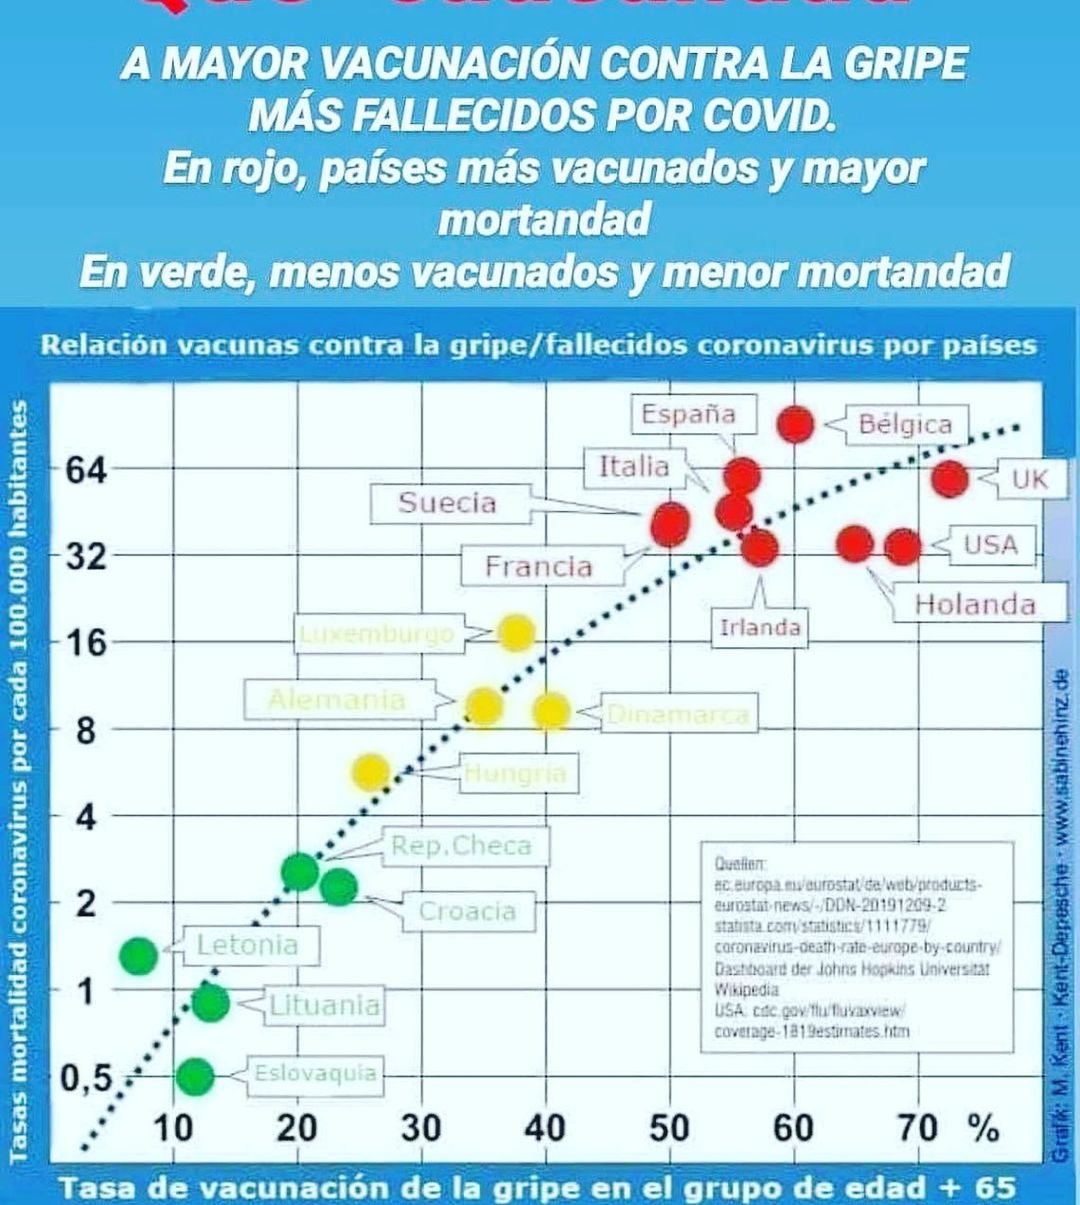 A MAYOR VACUNACIÓN CONTRA LA GRIPE
MÁS FALLECIDOS POR COVID.
En rojo, países más vacunados y mayor
mortandad
En verde, menos vacunados y menor mortandad
Relación vacunas contra la gripe/fallecidos coronavirus por países
Tasas mortalidad coronavirus por cada 100.000 habitantes
España
Bélgica
64
Italia
UK
Suecia
32
USA
Francia
Holanda
Irlanda
Luxemburgo
16
Alemania
8
Dinamarca
Hungría
4
Rep.Checa
2
Croacia
Letonia
1
Lituania
0,5
Eslovaquia
Quellen:
ec.europa.eu/eurostat/de/web/products-
eurostat-news/-/DDN-20191209-2
statista.com/statistics/1111779/
coronavirus-death-rate-europe-by-country/
Dashboard der Johns Hopkins Universität
Wikipedia
USA: cdc.gov/flu/fluvaxview/
coverage-1819estimates.htm
Grafik: M. Kent · Kent-Depesche · www.sabinehinz.de
10 20 30 40 50 60 70 %
Tasa de vacunación de la gripe en el grupo de edad + 65